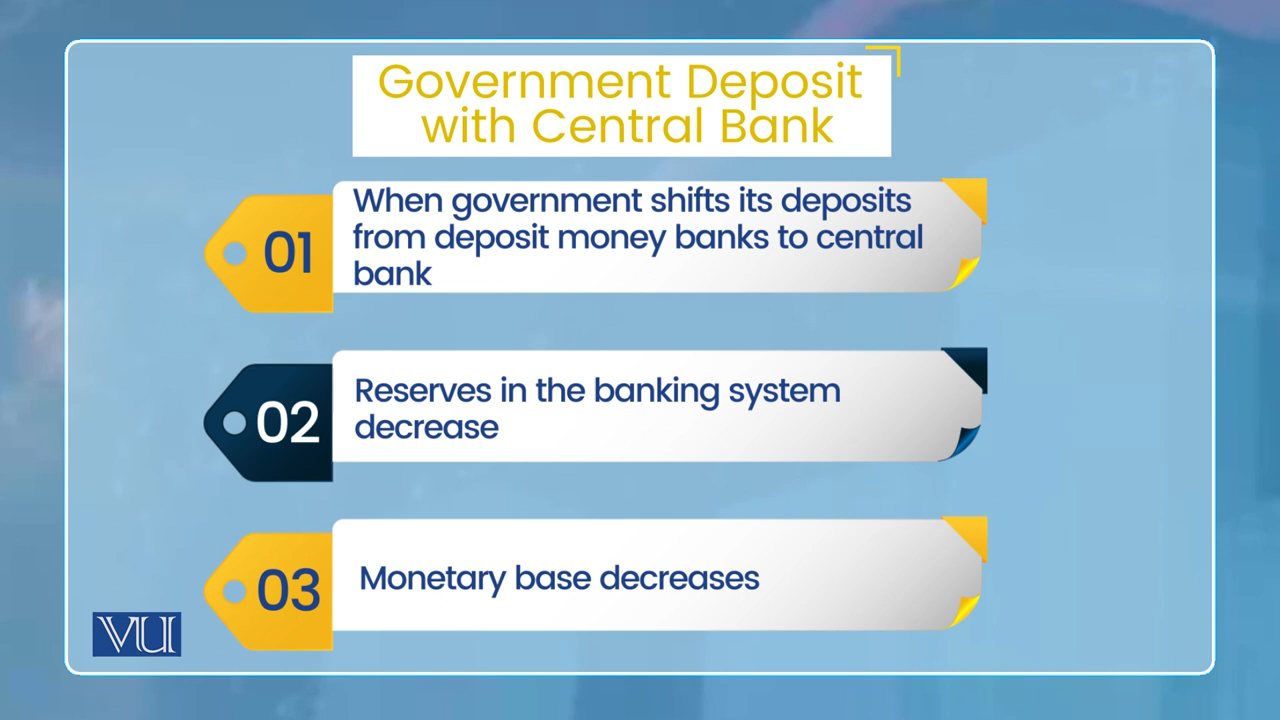 Government Deposit
with Central Bank
01
When government shifts its deposits
from deposit money banks to central
bank
02
Reserves in the banking system
decrease
03
Monetary base decreases
VU